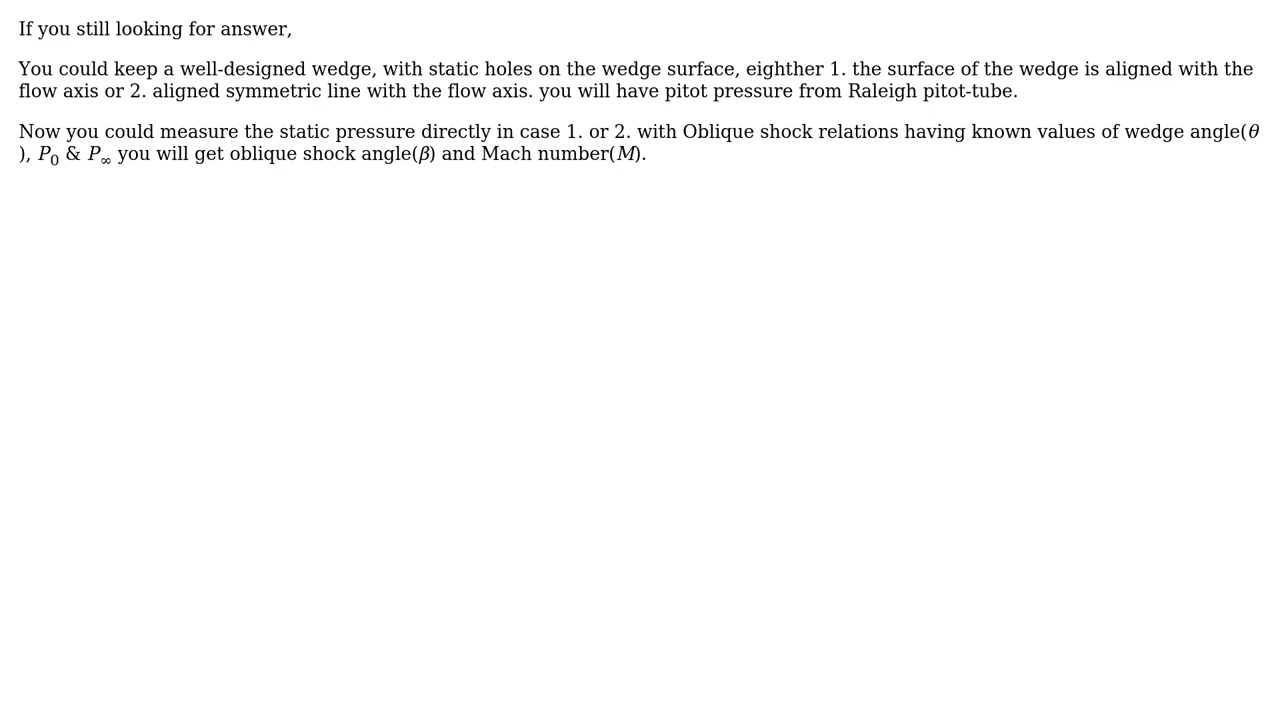 If you still looking for answer,
You could keep a well-designed wedge, with static holes on the wedge surface, eighther 1. the surface of the wedge is aligned with the
flow axis or 2. aligned symmetric line with the flow axis. you will have pitot pressure from Raleigh pitot-tube.
Now you could measure the static pressure directly in case 1. or 2. with Oblique shock relations having known values of wedge angle(θ
), P₀ & P∞ you will get oblique shock angle(β) and Mach number(M).